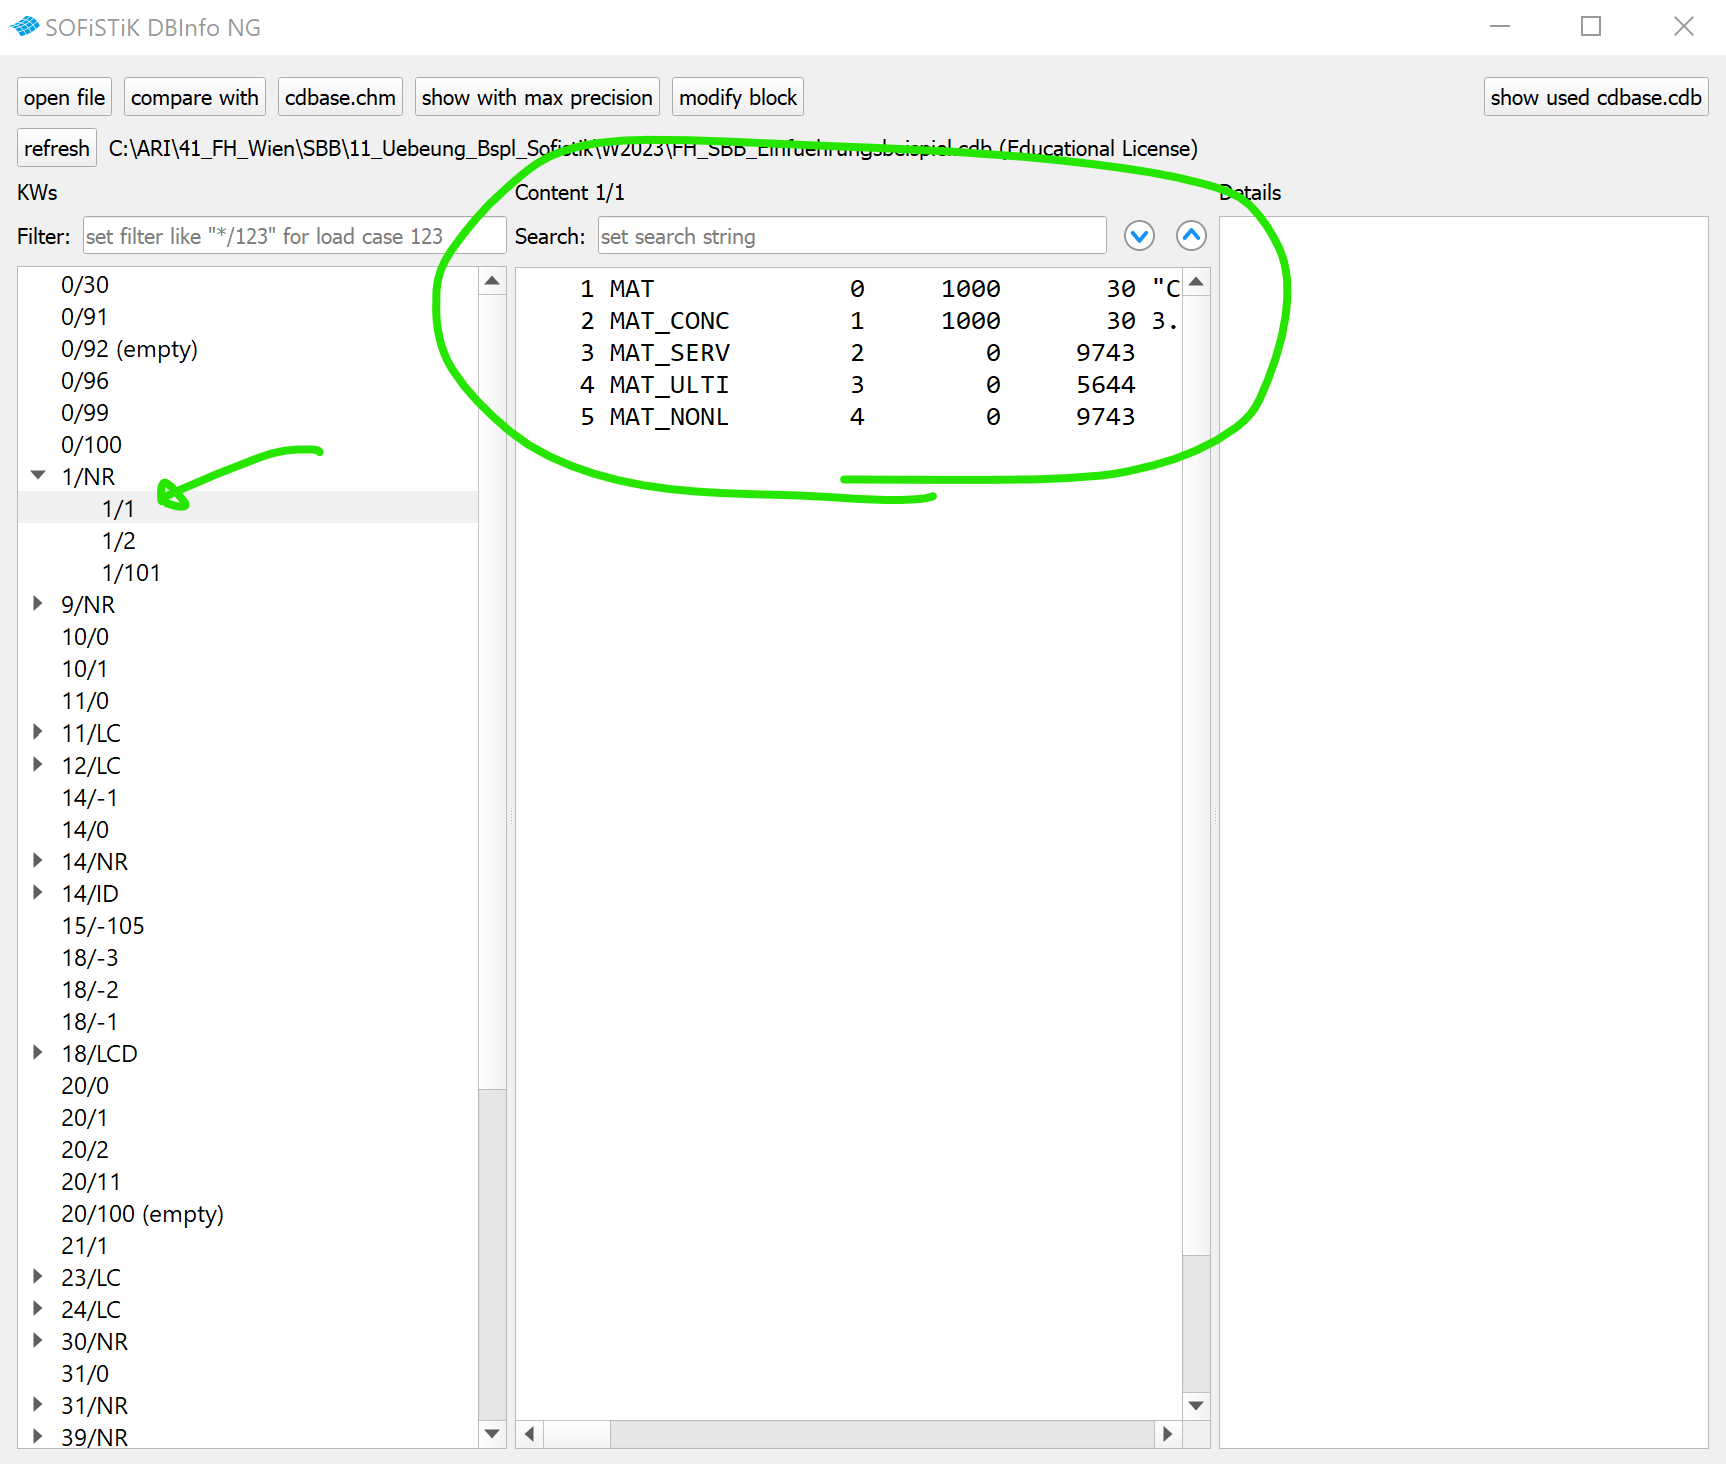 SOFiSTiK DBInfo NG
open file compare with cdbase.chm show with max precision modify block show used cdbase.cdb
refresh C:\ARI\41_FH_Wien\SBB\11_Uebeung_Bspl_Sofistik\W2023\FH_SBB_Einfuehrungsbeispiel.cdb (Educational License)
KWs
Filter: set filter like "*/123" for load case 123
0/30
0/91
0/92 (empty)
0/96
0/99
0/100
1/NR
1/1
1/2
1/101
9/NR
10/0
10/1
11/0
11/LC
12/LC
14/-1
14/0
14/NR
14/ID
15/-105
18/-3
18/-2
18/-1
18/LCD
20/0
20/1
20/2
20/11
20/100 (empty)
21/1
23/LC
24/LC
30/NR
31/0
31/NR
39/NR
Content 1/1
Search: set search string
1 MAT 0 1000 30 "C
2 MAT_CONC 1 1000 30 3.
3 MAT_SERV 2 0 9743
4 MAT_ULTI 3 0 5644
5 MAT_NONL 4 0 9743
Details